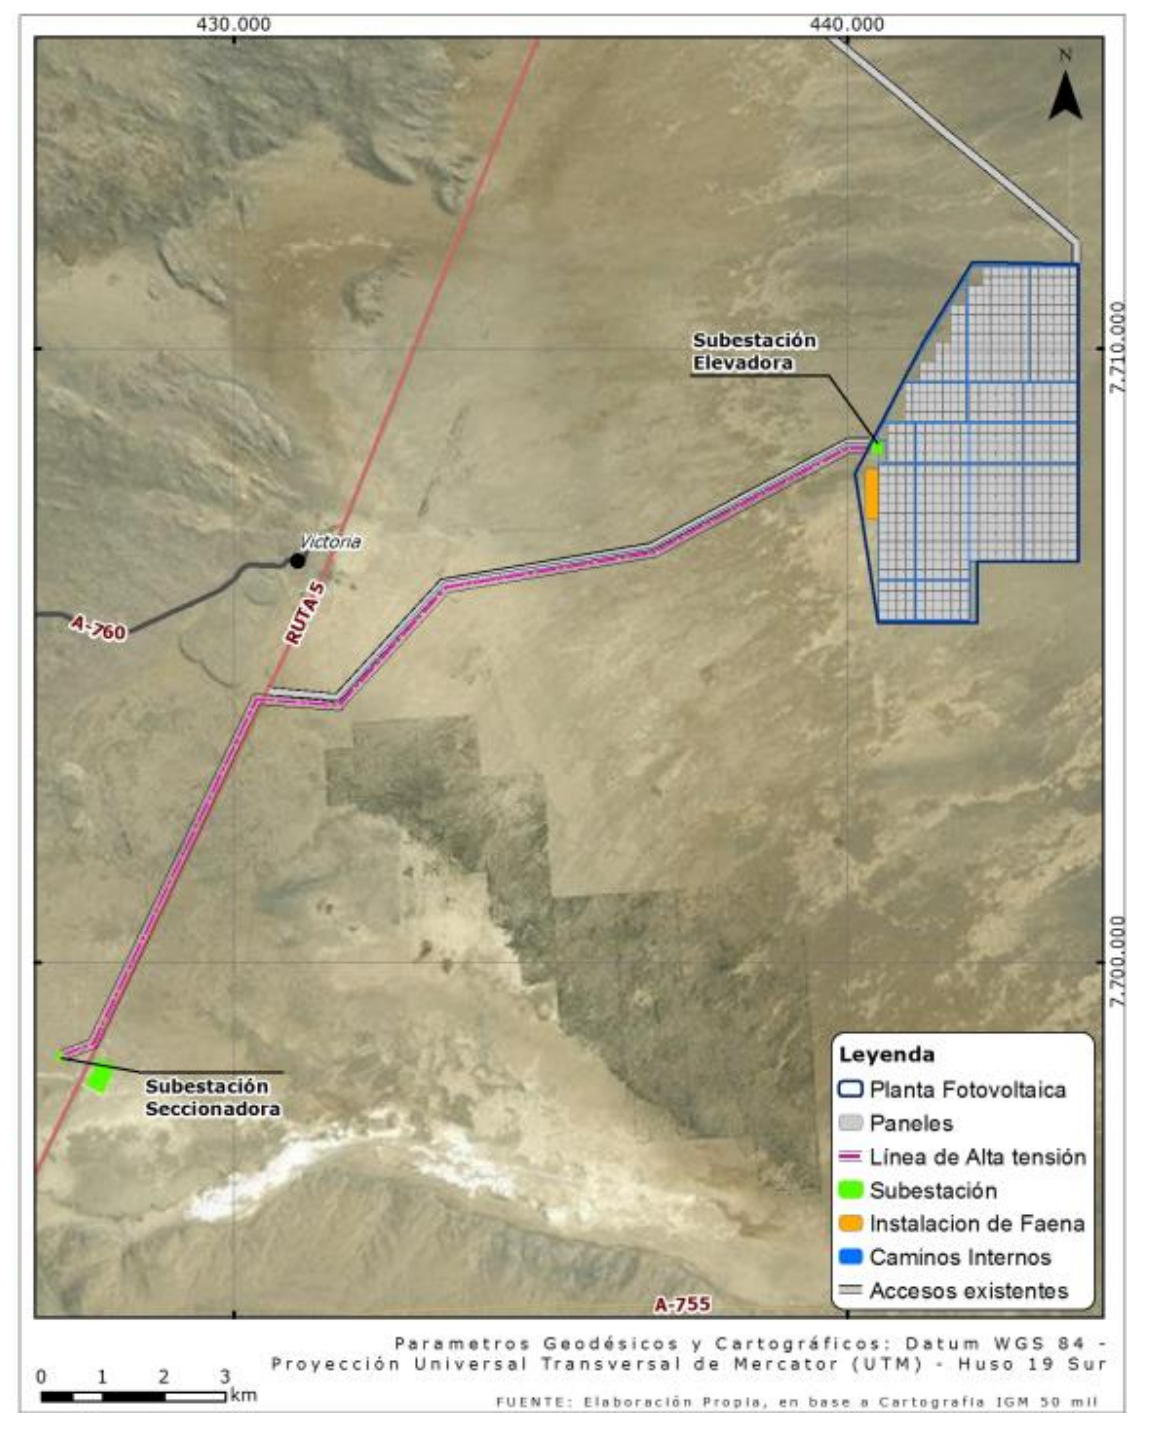 430.000
440.000
N
7.710.000
Subestación
Elevadora
Victoria
RUTA 5
A-760
7.700.000
Subestación
Seccionadora
Leyenda
Planta Fotovoltaica
Paneles
Línea de Alta tensión
Subestación
Instalacion de Faena
Caminos Internos
Accesos existentes
A-755
Parametros Geodésicos y Cartográficos: Datum WGS 84 -
Proyección Universal Transversal de Mercator (UTM) - Huso 19 Sur
0 1 2 3
km
FUENTE: Elaboración Propia, en base a Cartografía IGM 50 mil